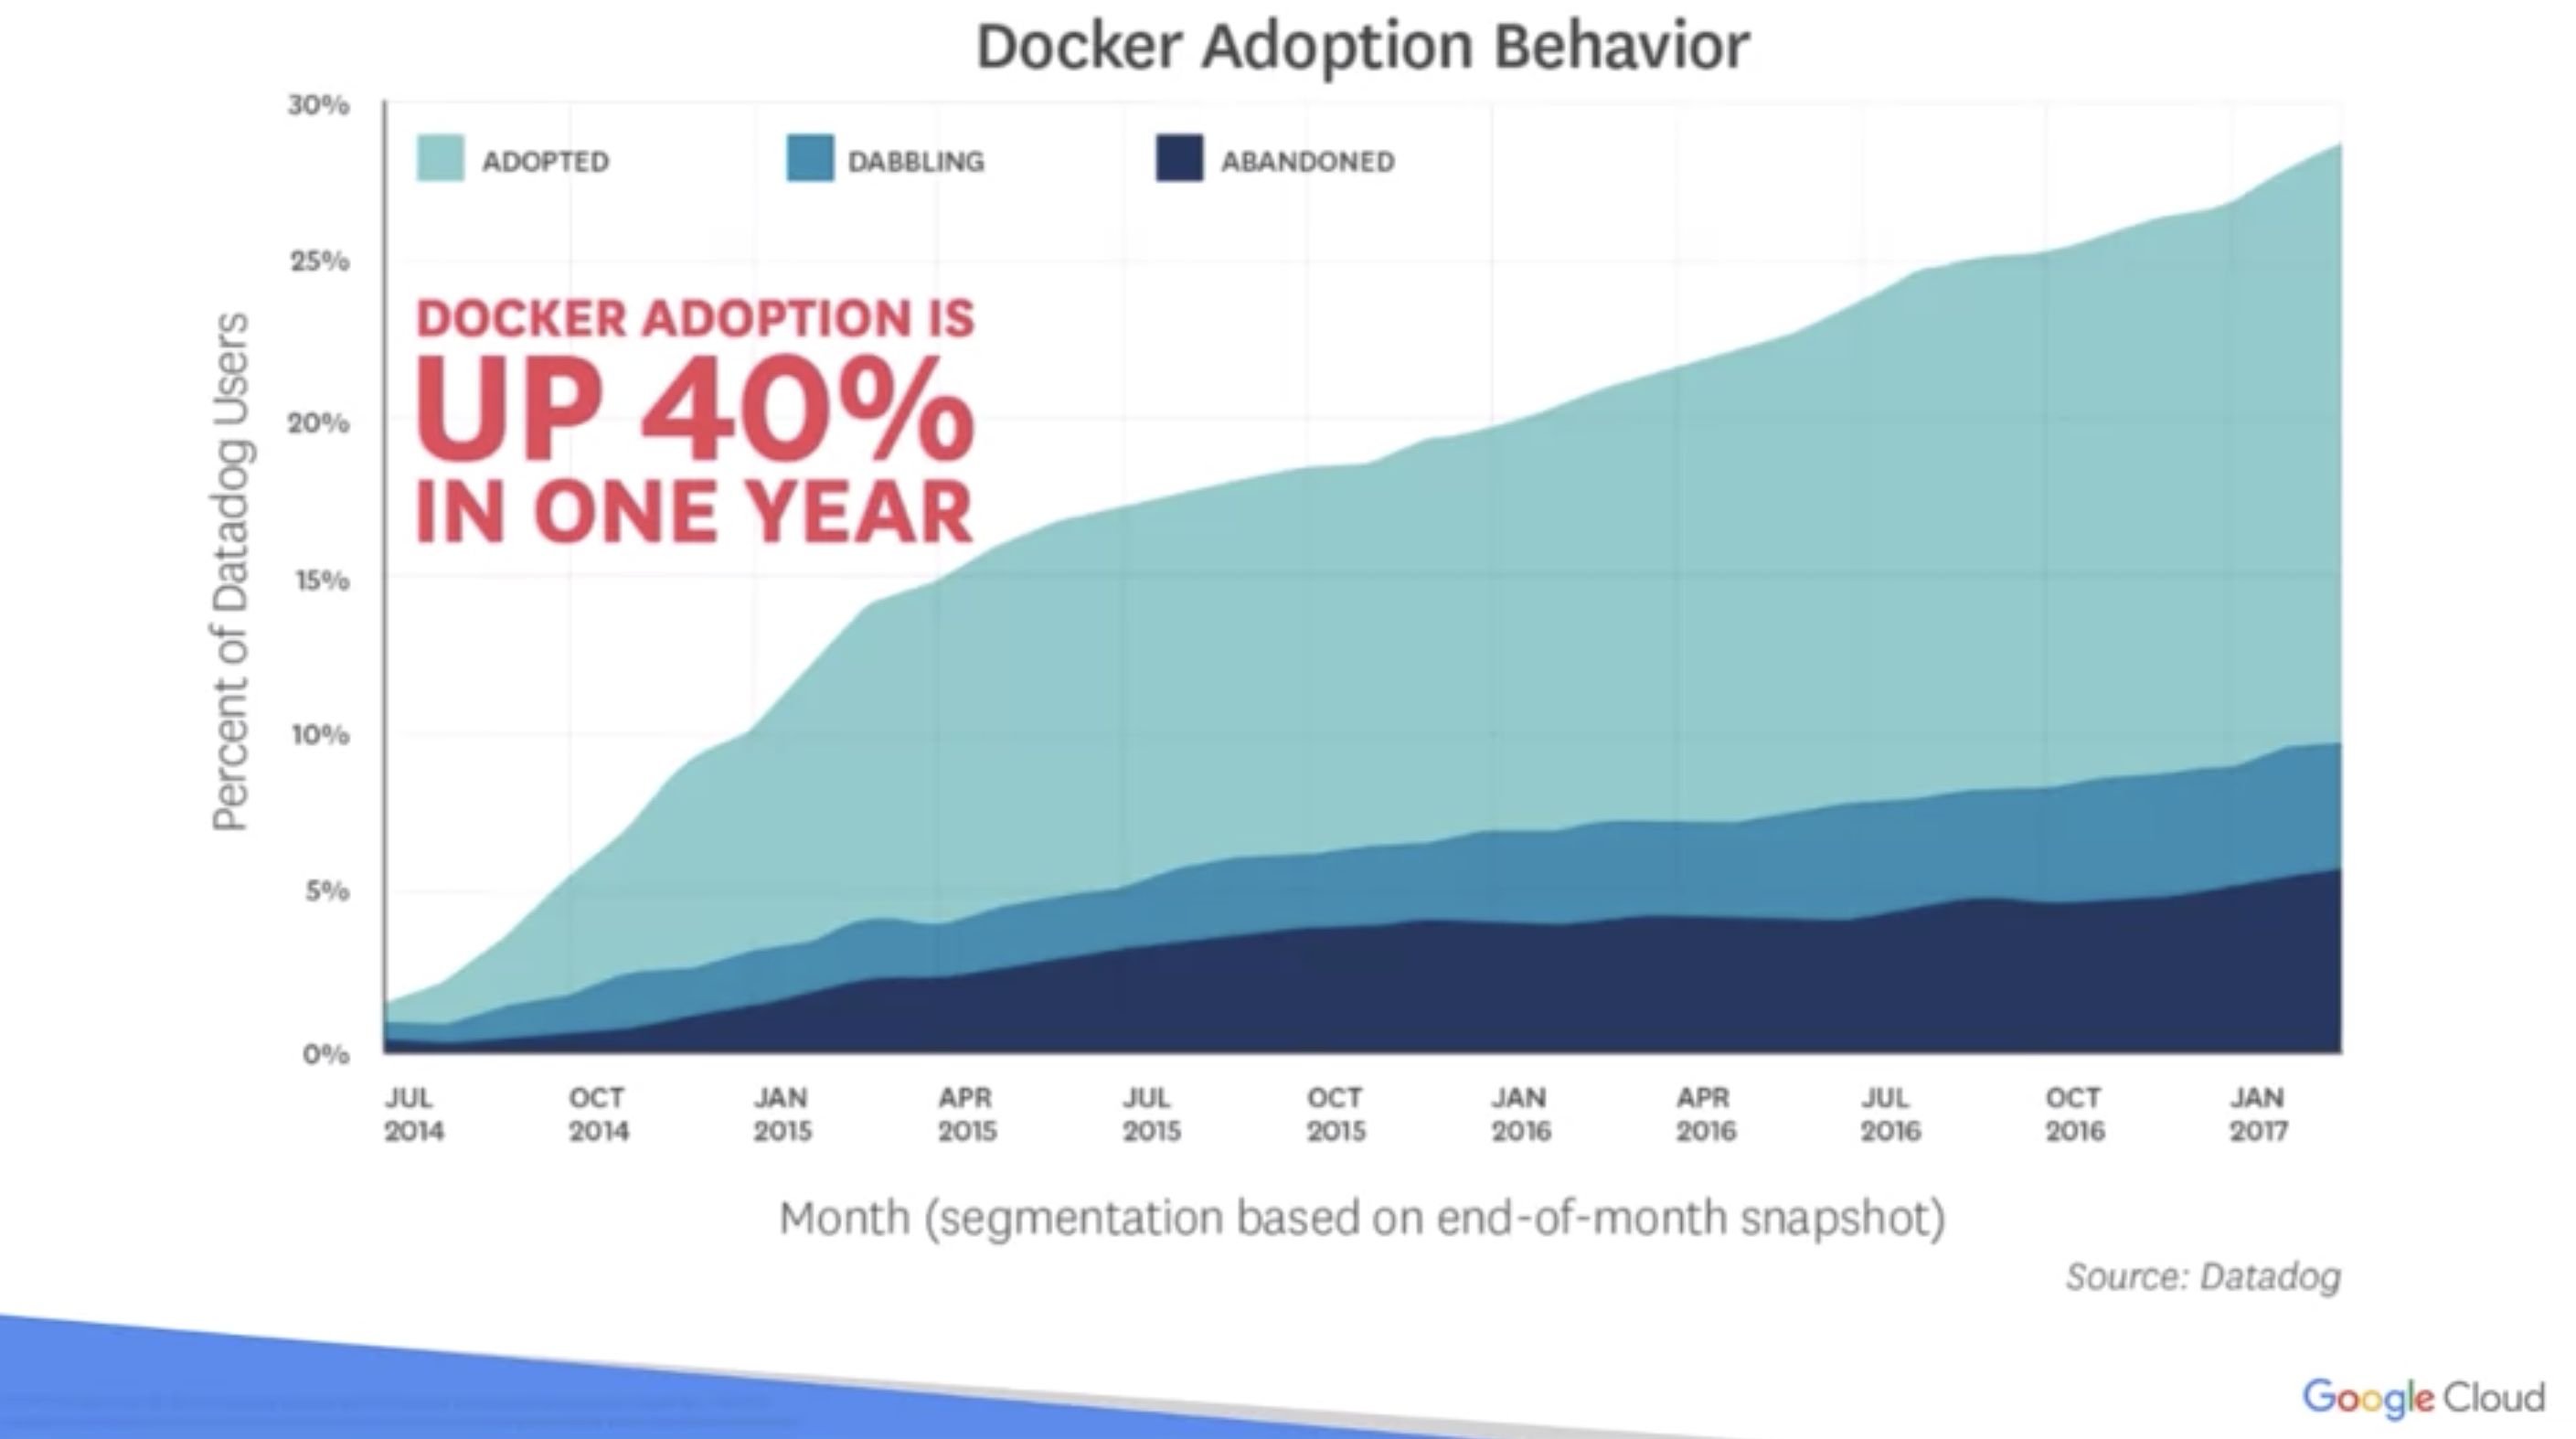 Docker Adoption Behavior
30%
25%
20%
15%
10%
5%
0%
Percent of Datadog Users
ADOPTED DABBLING ABANDONED
DOCKER ADOPTION IS
UP 40%
IN ONE YEAR
JUL OCT JAN APR JUL OCT JAN APR JUL OCT JAN
2014 2014 2015 2015 2015 2015 2016 2016 2016 2016 2017
Month (segmentation based on end-of-month snapshot)
Source: Datadog
Google Cloud